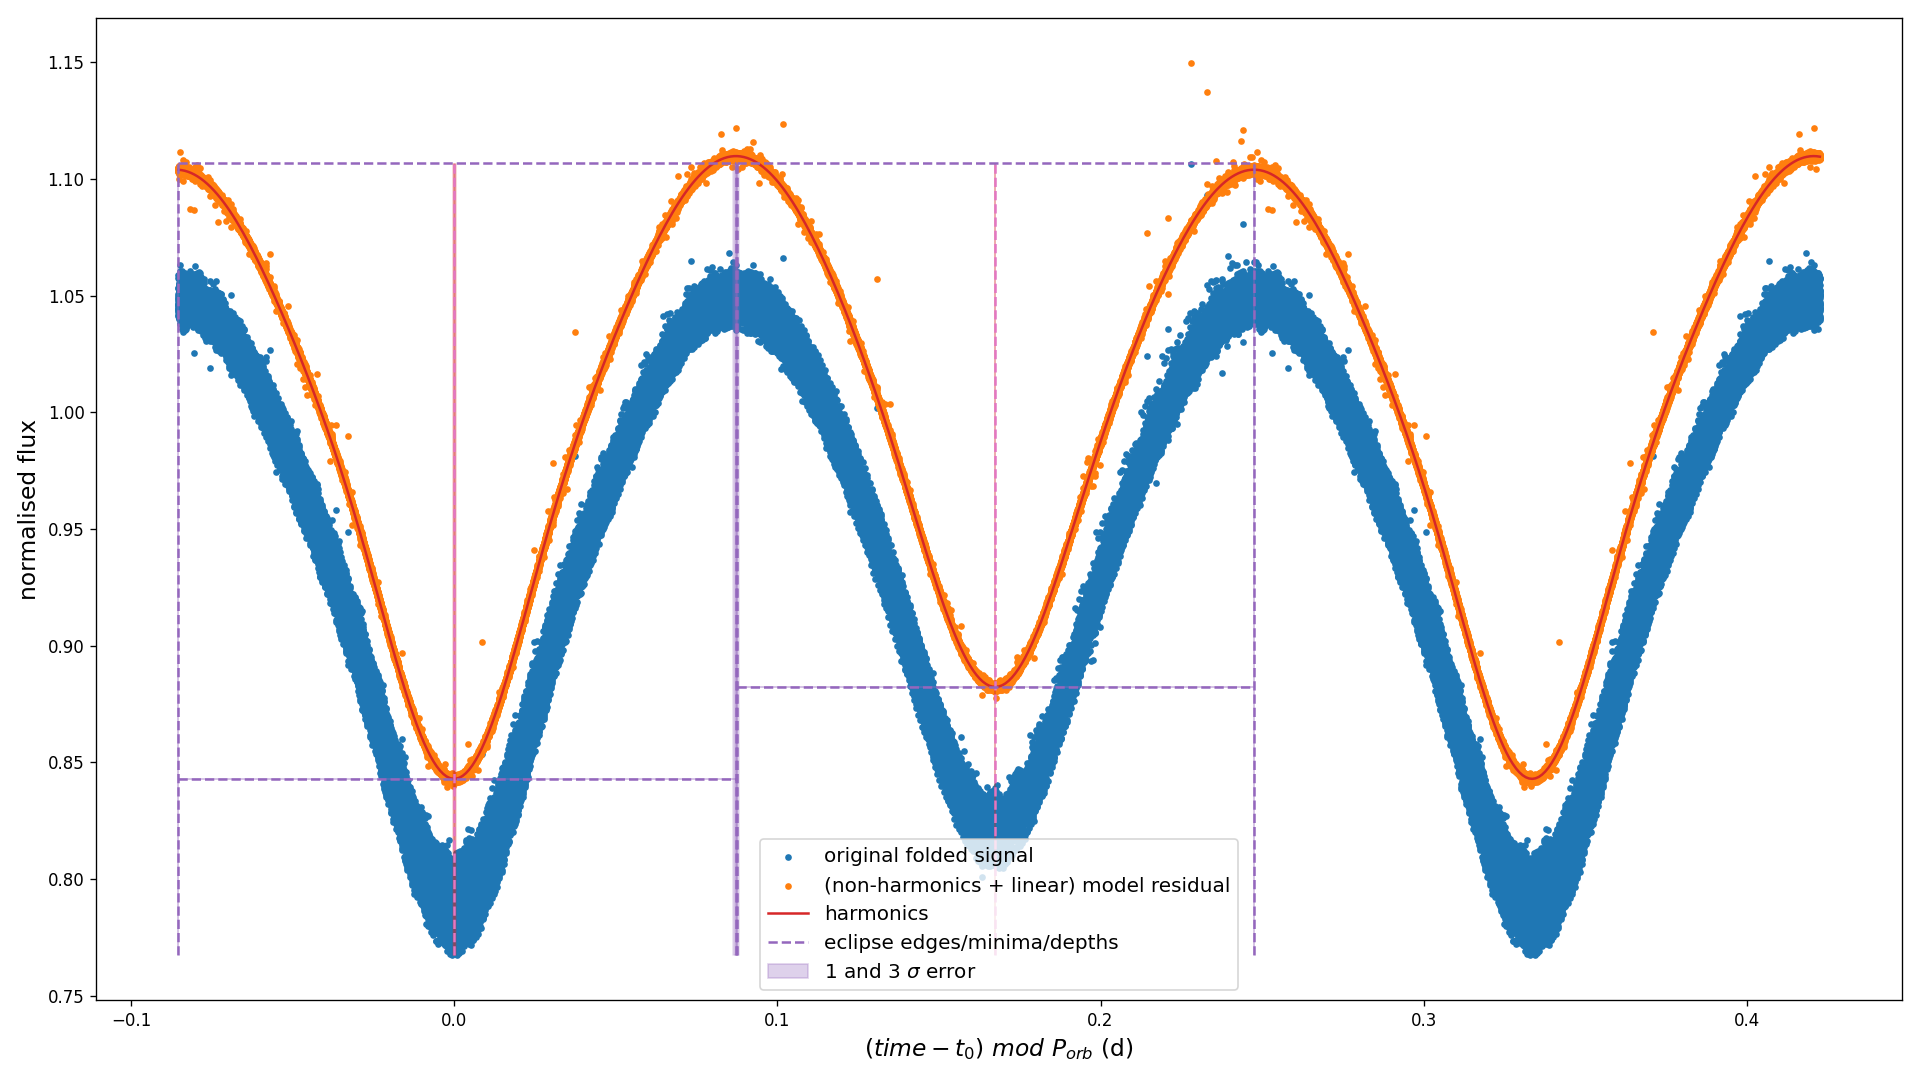 1.15
1.10
1.05
1.00
0.95
0.90
0.85
0.80
0.75
normalised flux
original folded signal
(non-harmonics + linear) model residual
harmonics
eclipse edges/minima/depths
1 and 3 σ error
−0.1 0.0 0.1 0.2 0.3 0.4
(time − t₀) mod P_orb (d)